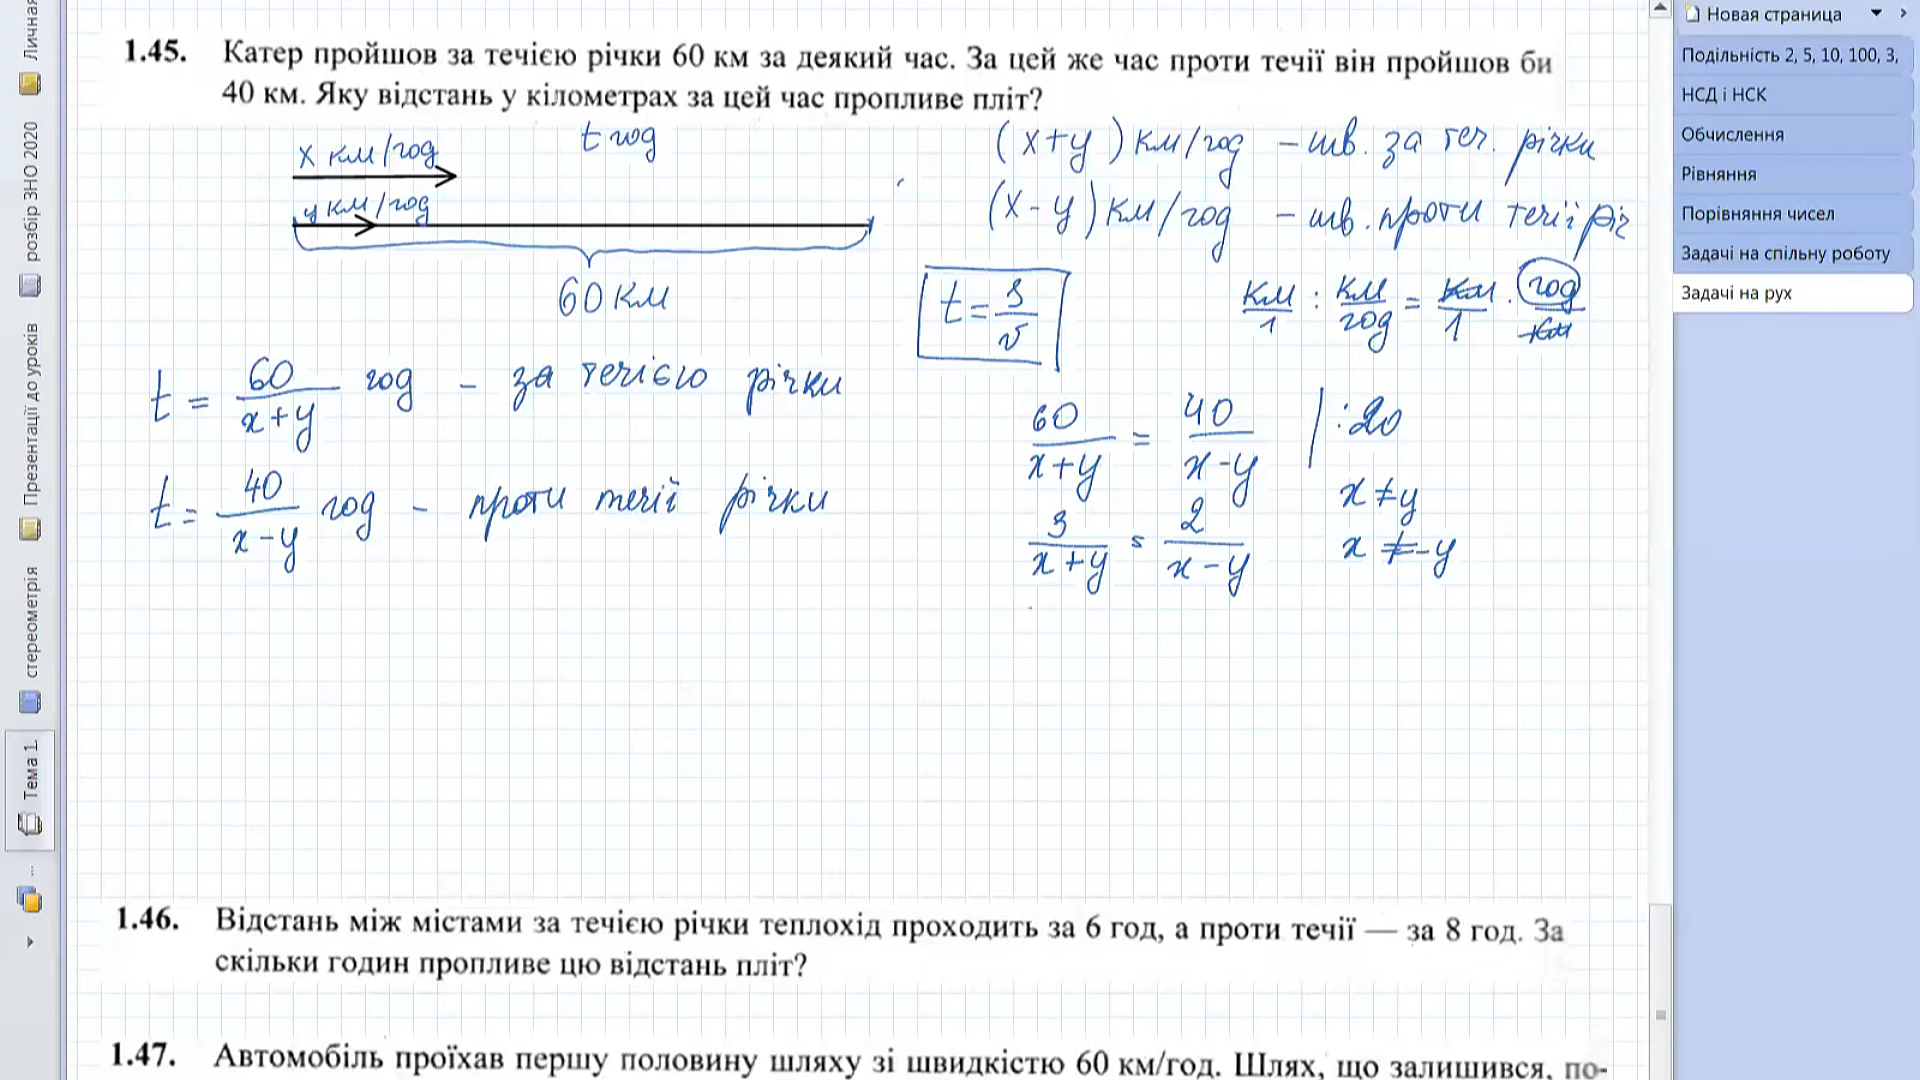 1.45. Катер пройшов за течією річки 60 км за деякий час. За цей же час проти течії він пройшов би
40 км. Яку відстань у кілометрах за цей час пропливе пліт?
x км/год
t год
y км/год
60 км
(x+y) км/год - шв. за теч. річки
(x-y) км/год - шв. проти течії річ
t = s/v
км/1 : км/год = км/1 · год/км
t = 60/(x+y) год - за течією річки
t = 40/(x-y) год - проти течії річки
60/(x+y) = 40/(x-y) | :20
3/(x+y) = 2/(x-y)
x ≠ y
x ≠ -y
1.46. Відстань між містами за течією річки теплохід проходить за 6 год, а проти течії — за 8 год. За
скільки годин пропливе цю відстань пліт?
1.47. Автомобіль проїхав першу половину шляху зі швидкістю 60 км/год. Шлях, що залишився, по-
Новая страница
Подільність 2, 5, 10, 100, 3,
НСД і НСК
Обчислення
Рівняння
Порівняння чисел
Задачі на спільну роботу
Задачі на рух
Личная
розбір ЗНО 2020
Презентації до уроків
стереометрія
Тема 1.
...